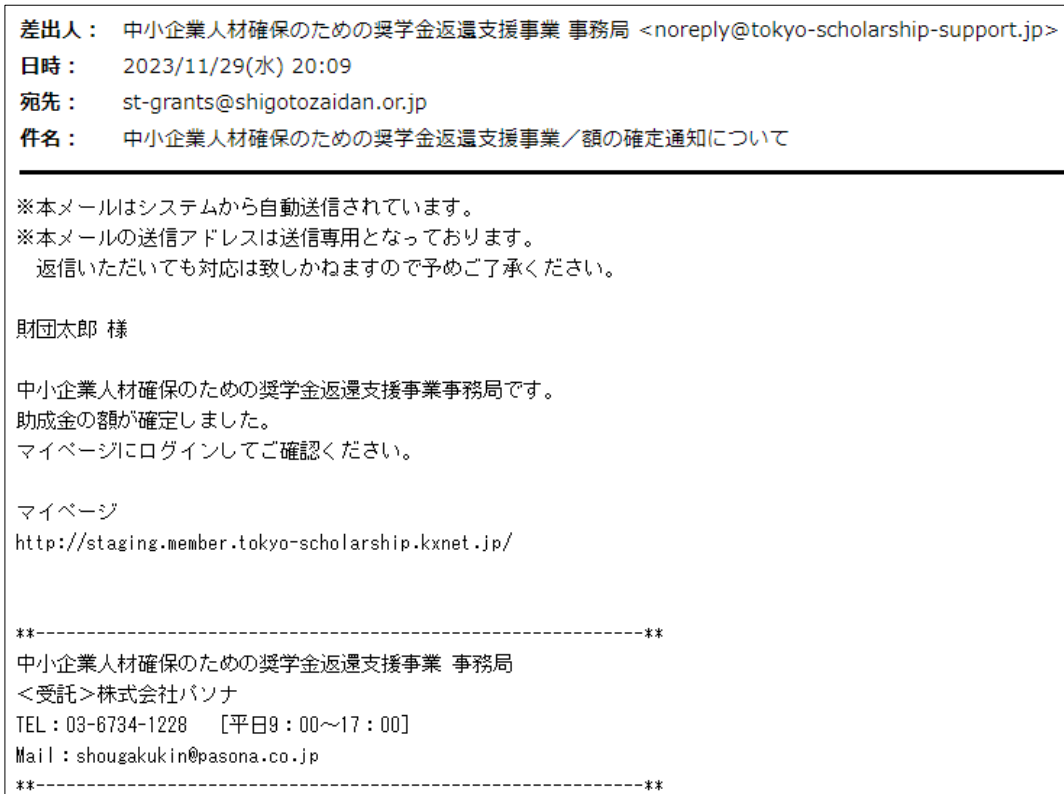 差出人： 中小企業人材確保のための奨学金返還支援事業 事務局 <noreply@tokyo-scholarship-support.jp>
日時： 2023/11/29(水) 20:09
宛先： st-grants@shigotozaidan.or.jp
件名： 中小企業人材確保のための奨学金返還支援事業／額の確定通知について
※本メールはシステムから自動送信されています。
※本メールの送信アドレスは送信専用となっております。
返信いただいても対応は致しかねますので予めご了承ください。
財団太郎 様
中小企業人材確保のための奨学金返還支援事業事務局です。
助成金の額が確定しました。
マイページにログインしてご確認ください。
マイページ
http://staging.member.tokyo-scholarship.kxnet.jp/
**---------------------------------------------------------------**
中小企業人材確保のための奨学金返還支援事業 事務局
＜受託＞株式会社パソナ
TEL：03-6734-1228 ［平日9：00～17：00］
Mail：shougakukin@pasona.co.jp
**---------------------------------------------------------------**